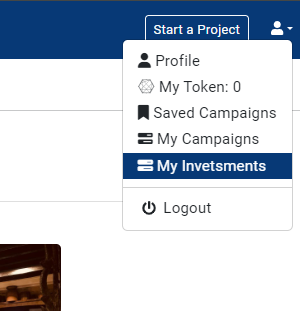 Start a Project
Profile
My Token: 0
Saved Campaigns
My Campaigns
My Invetsments
Logout